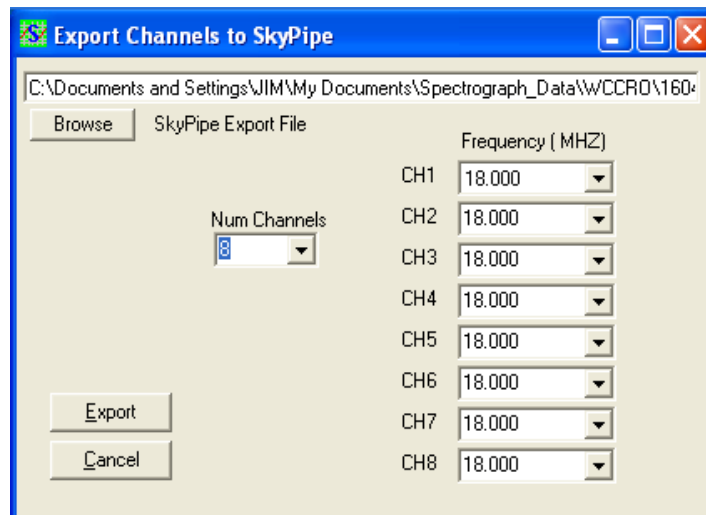 Export Channels to SkyPipe
C:\Documents and Settings\JIM\My Documents\Spectrograph_Data\WCCRO\1604
Browse SkyPipe Export File
Frequency ( MHZ)
CH1 18.000
Num Channels
8
CH2 18.000
CH3 18.000
CH4 18.000
CH5 18.000
CH6 18.000
CH7 18.000
CH8 18.000
Export
Cancel